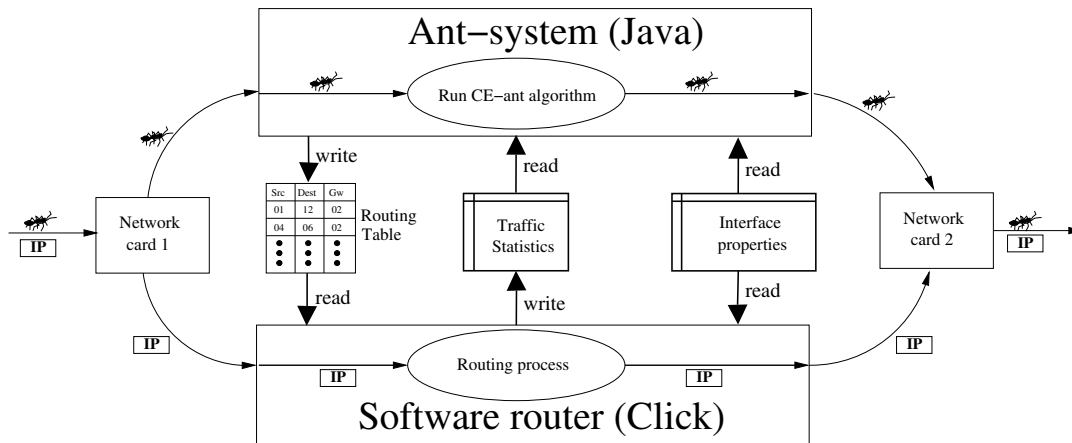 Ant−system (Java)
Run CE−ant algorithm
write
read
read
Src Dest Gw
01 12 02
04 06 02
Routing
Table
Traffic
Statistics
Interface
properties
Network
card 1
IP
Network
card 2
IP
read
write
read
IP
IP
Routing process
IP
IP
Software router (Click)